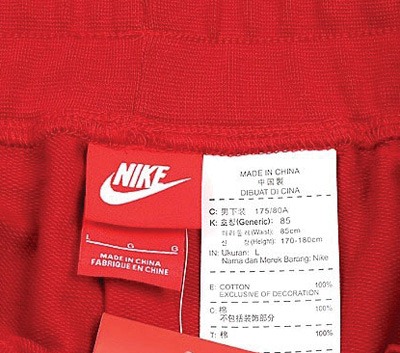 NIKE
L G G
MADE IN CHINA
FABRIQUÉ EN CHINE
MADE IN CHINA
中国製
DIBUAT DI CINA
C: 男下装 175/80A
K: 호칭(Generic): 85
허리둘레(Waist): 85cm
신 장(Height): 170-180cm
IN: Ukuran: L
Nama dan Merek Barang: Nike
E: COTTON 100%
EXCLUSIVE OF DECORATION
C: 棉 100%
不包括装饰部分
T: 棉 100%